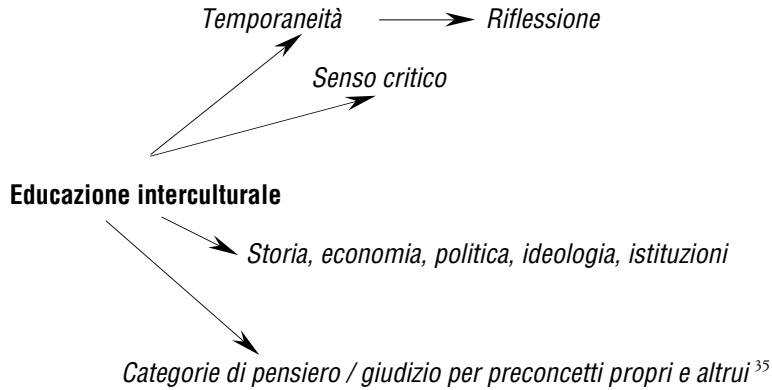 Temporaneità Riflessione
Senso critico
Educazione interculturale
Storia, economia, politica, ideologia, istituzioni
Categorie di pensiero / giudizio per preconcetti propri e altrui 35